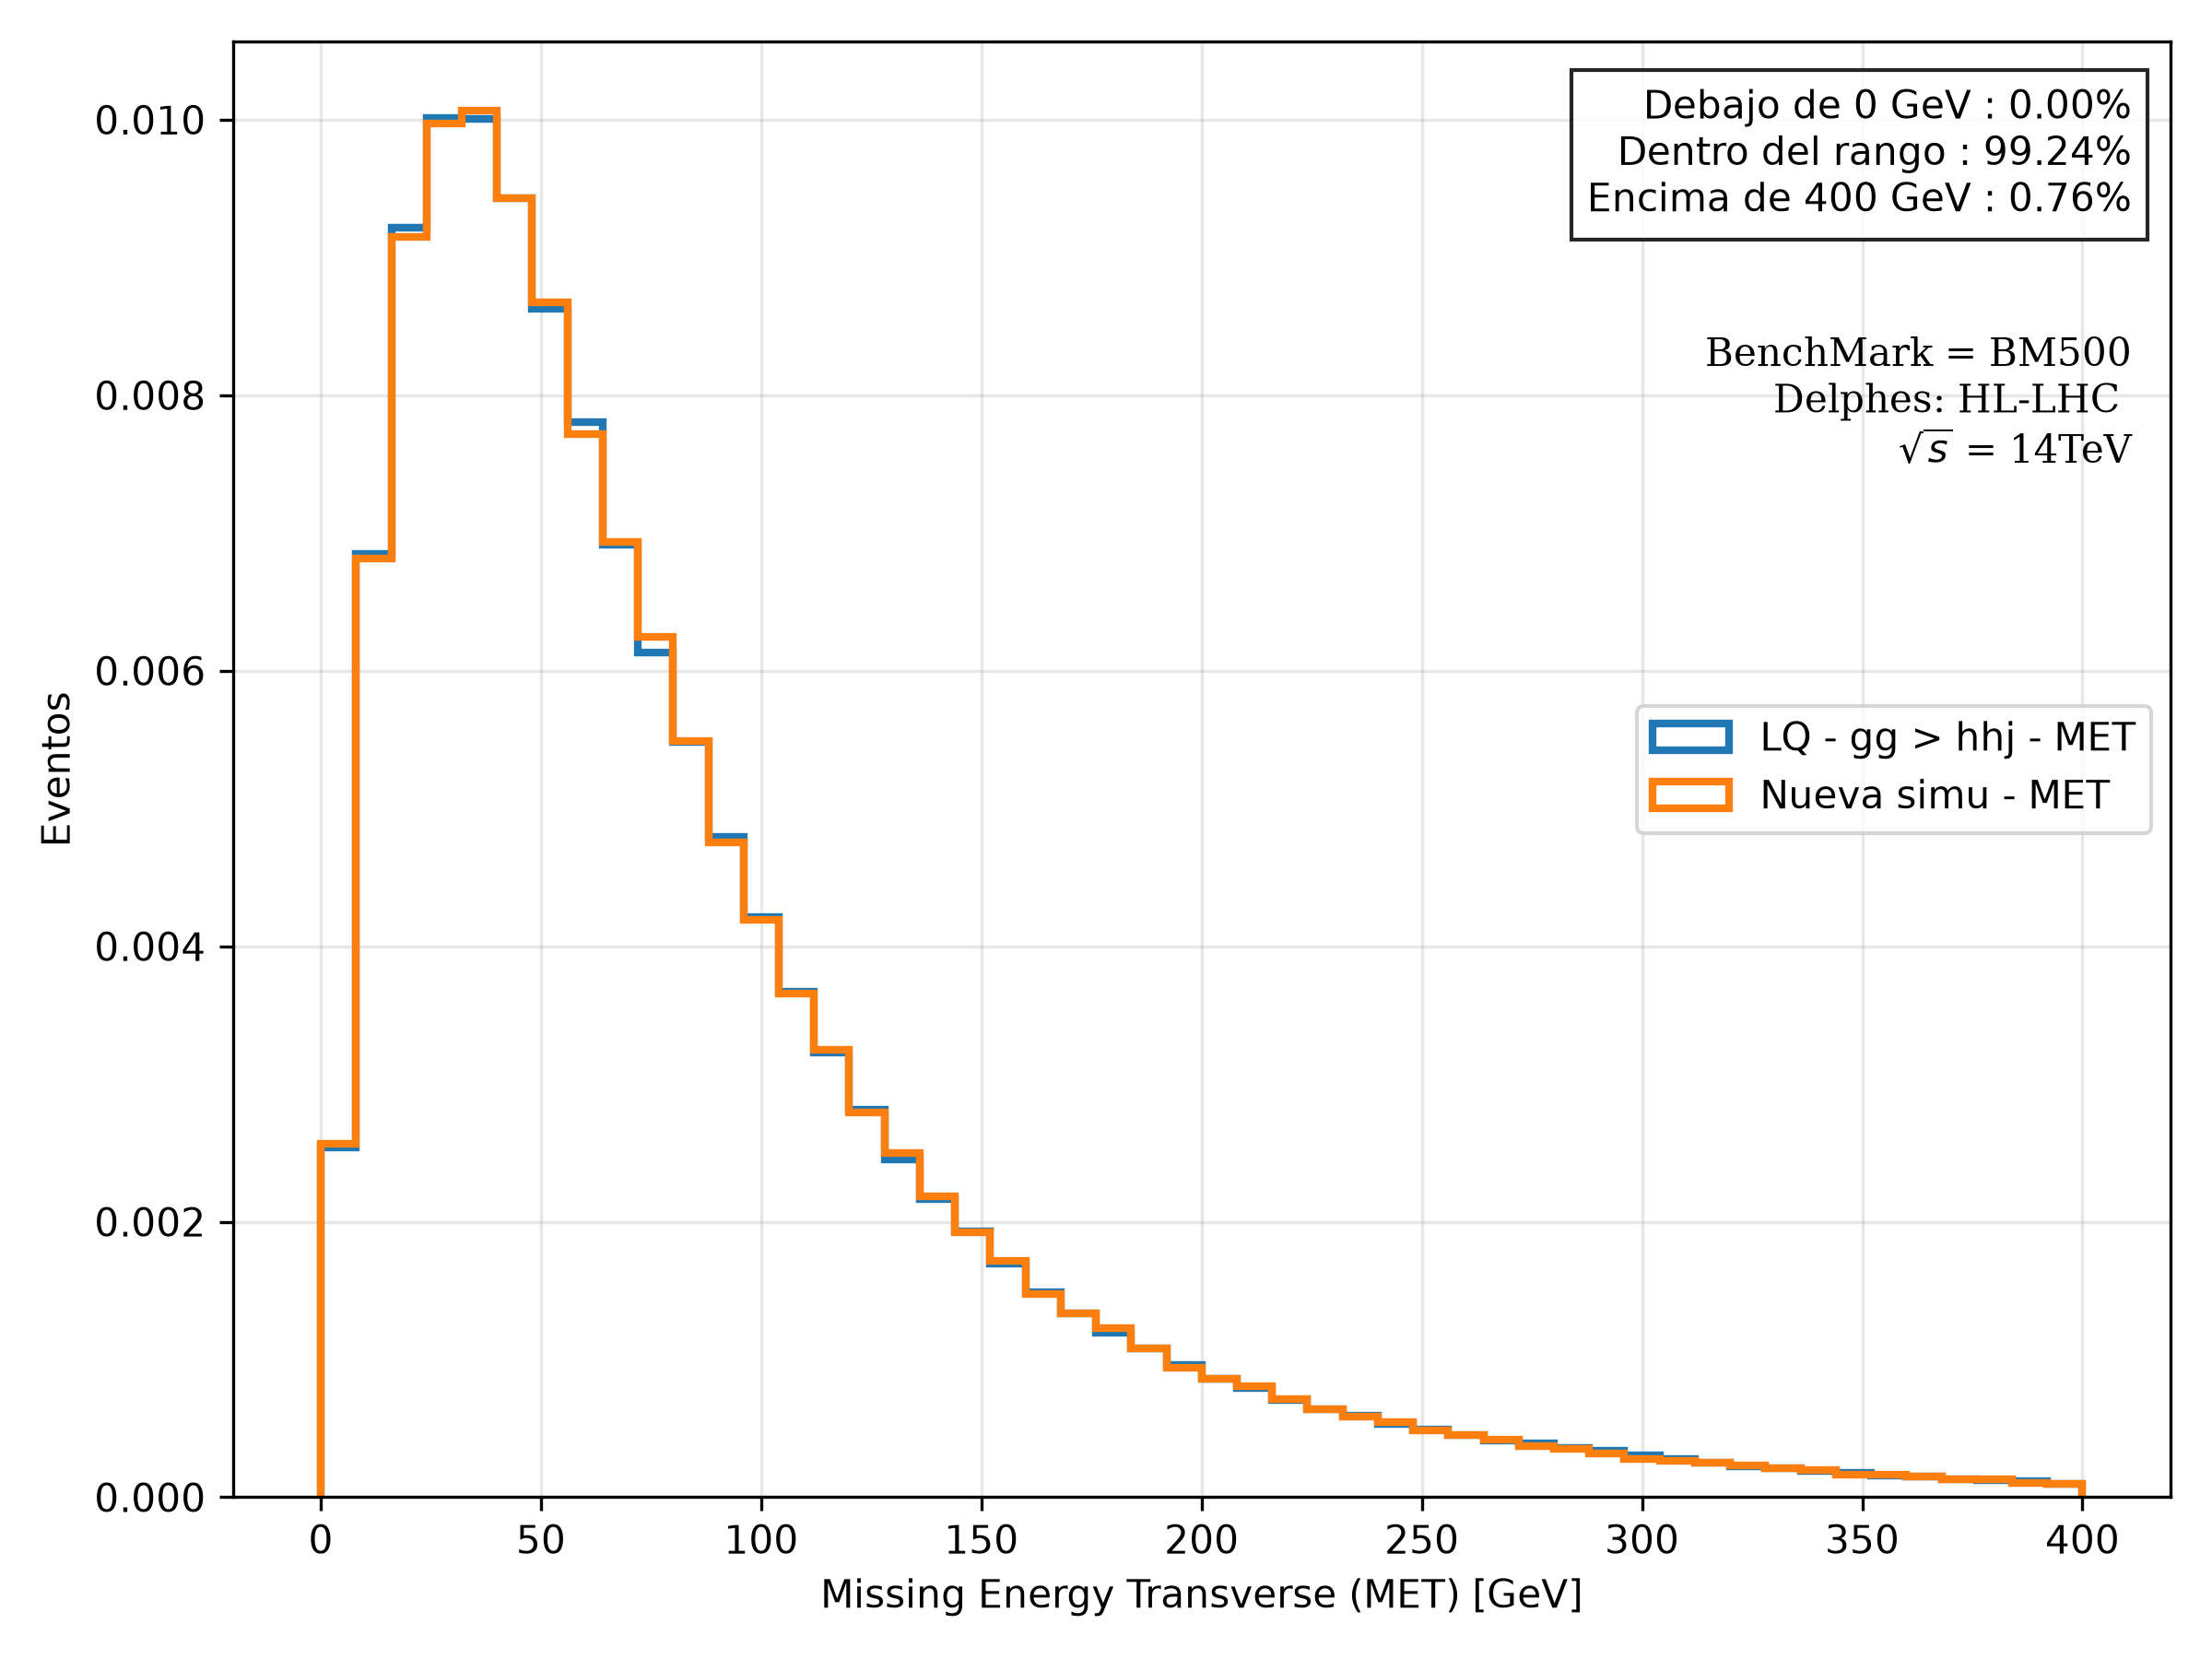 Debajo de 0 GeV : 0.00%
Dentro del rango : 99.24%
Encima de 400 GeV : 0.76%
BenchMark = BM500
Delphes: HL-LHC
√s = 14TeV
LQ - gg > hhj - MET
Nueva simu - MET
Eventos
0.010
0.008
0.006
0.004
0.002
0.000
0 50 100 150 200 250 300 350 400
Missing Energy Transverse (MET) [GeV]